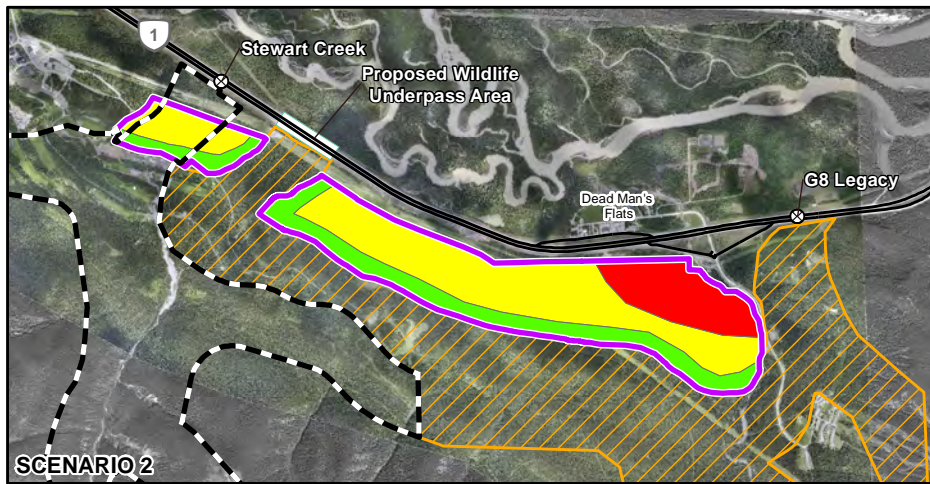 1
Stewart Creek
Proposed Wildlife
Underpass Area
G8 Legacy
Dead Man's
Flats
SCENARIO 2